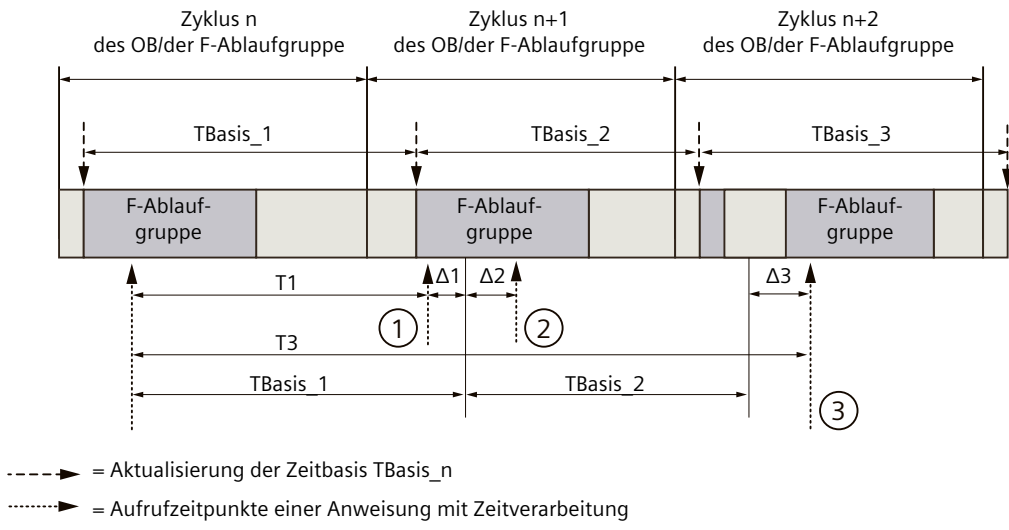 Zyklus n
des OB/der F-Ablaufgruppe
Zyklus n+1
des OB/der F-Ablaufgruppe
Zyklus n+2
des OB/der F-Ablaufgruppe
TBasis_1
TBasis_2
TBasis_3
F-Ablauf-
gruppe
F-Ablauf-
gruppe
F-Ablauf-
gruppe
T1
Δ1
Δ2
Δ3
1
2
T3
TBasis_1
TBasis_2
3
= Aktualisierung der Zeitbasis TBasis_n
= Aufrufzeitpunkte einer Anweisung mit Zeitverarbeitung